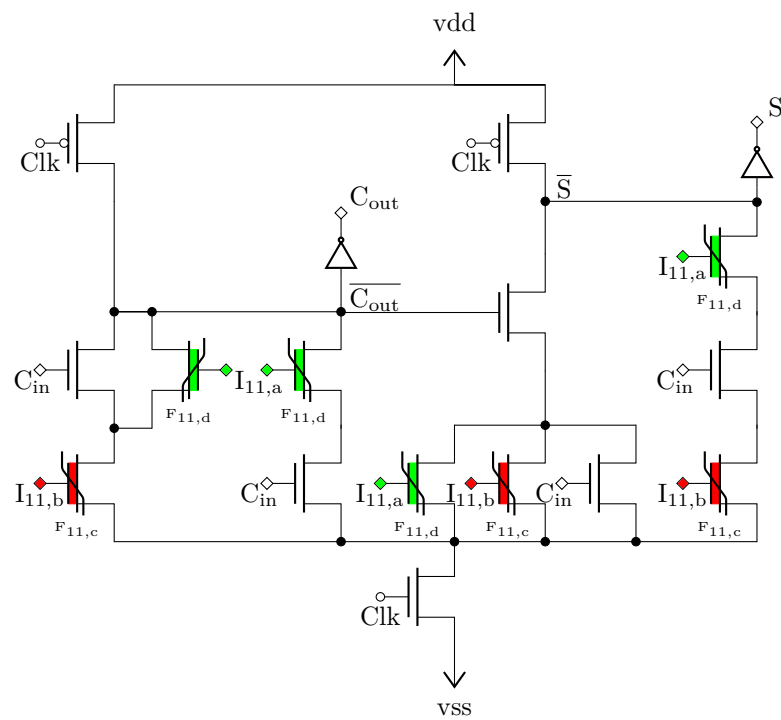 vdd
S
Clk
Clk
S̅
C_out
I_11,a
C̅_o̅u̅t̅
F_11,d
C_in
I_11,a
C_in
F_11,d
F_11,d
I_11,b
C_in
I_11,a
I_11,b
C_in
I_11,b
F_11,c
F_11,d
F_11,c
F_11,c
Clk
vss